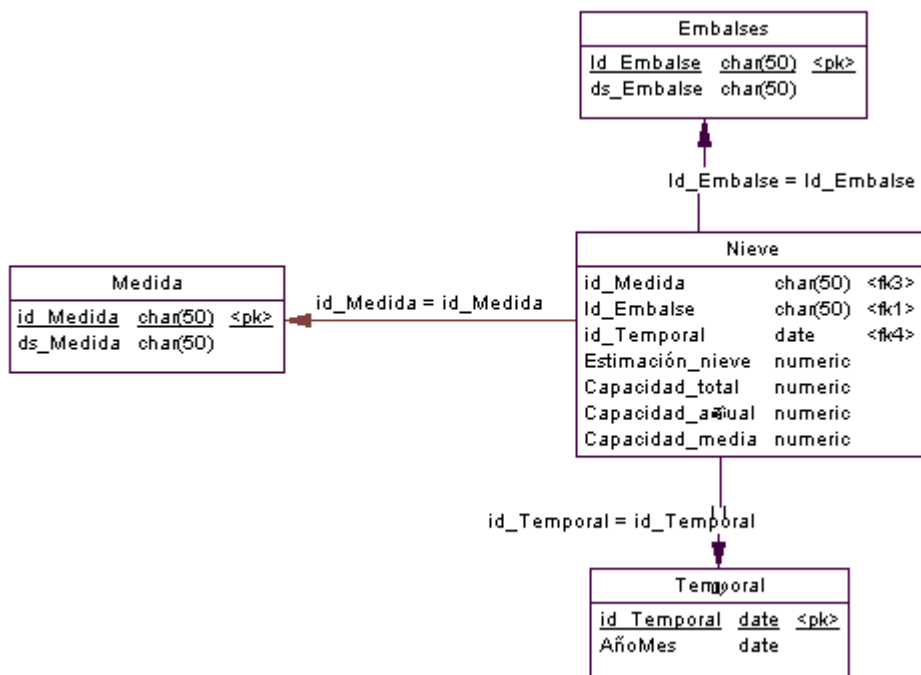 Embalses
Id_Embalse char(50) <pk>
ds_Embalse char(50)
Id_Embalse = Id_Embalse
Nieve
id_Medida char(50) <fk3>
Id_Embalse char(50) <fk1>
id_Temporal date <fk4>
Estimación_nieve numeric
Capacidad_total numeric
numeric
Capacidad_media numeric
Medida
id_Medida char(50) <pk>
ds_Medida char(50)
id_Medida = id_Medida
id_Temporal = id_Temporal
Temporal
id_Temporal date <pk>
AñoMes date